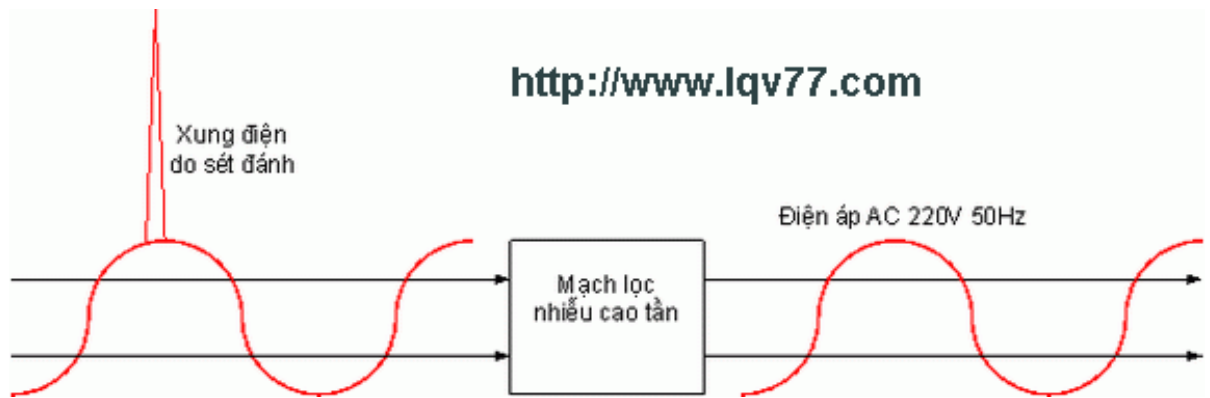 http://www.lqv77.com
Xung điện
do sét đánh
Điện áp AC 220V 50Hz
Mạch lọc
nhiễu cao tần